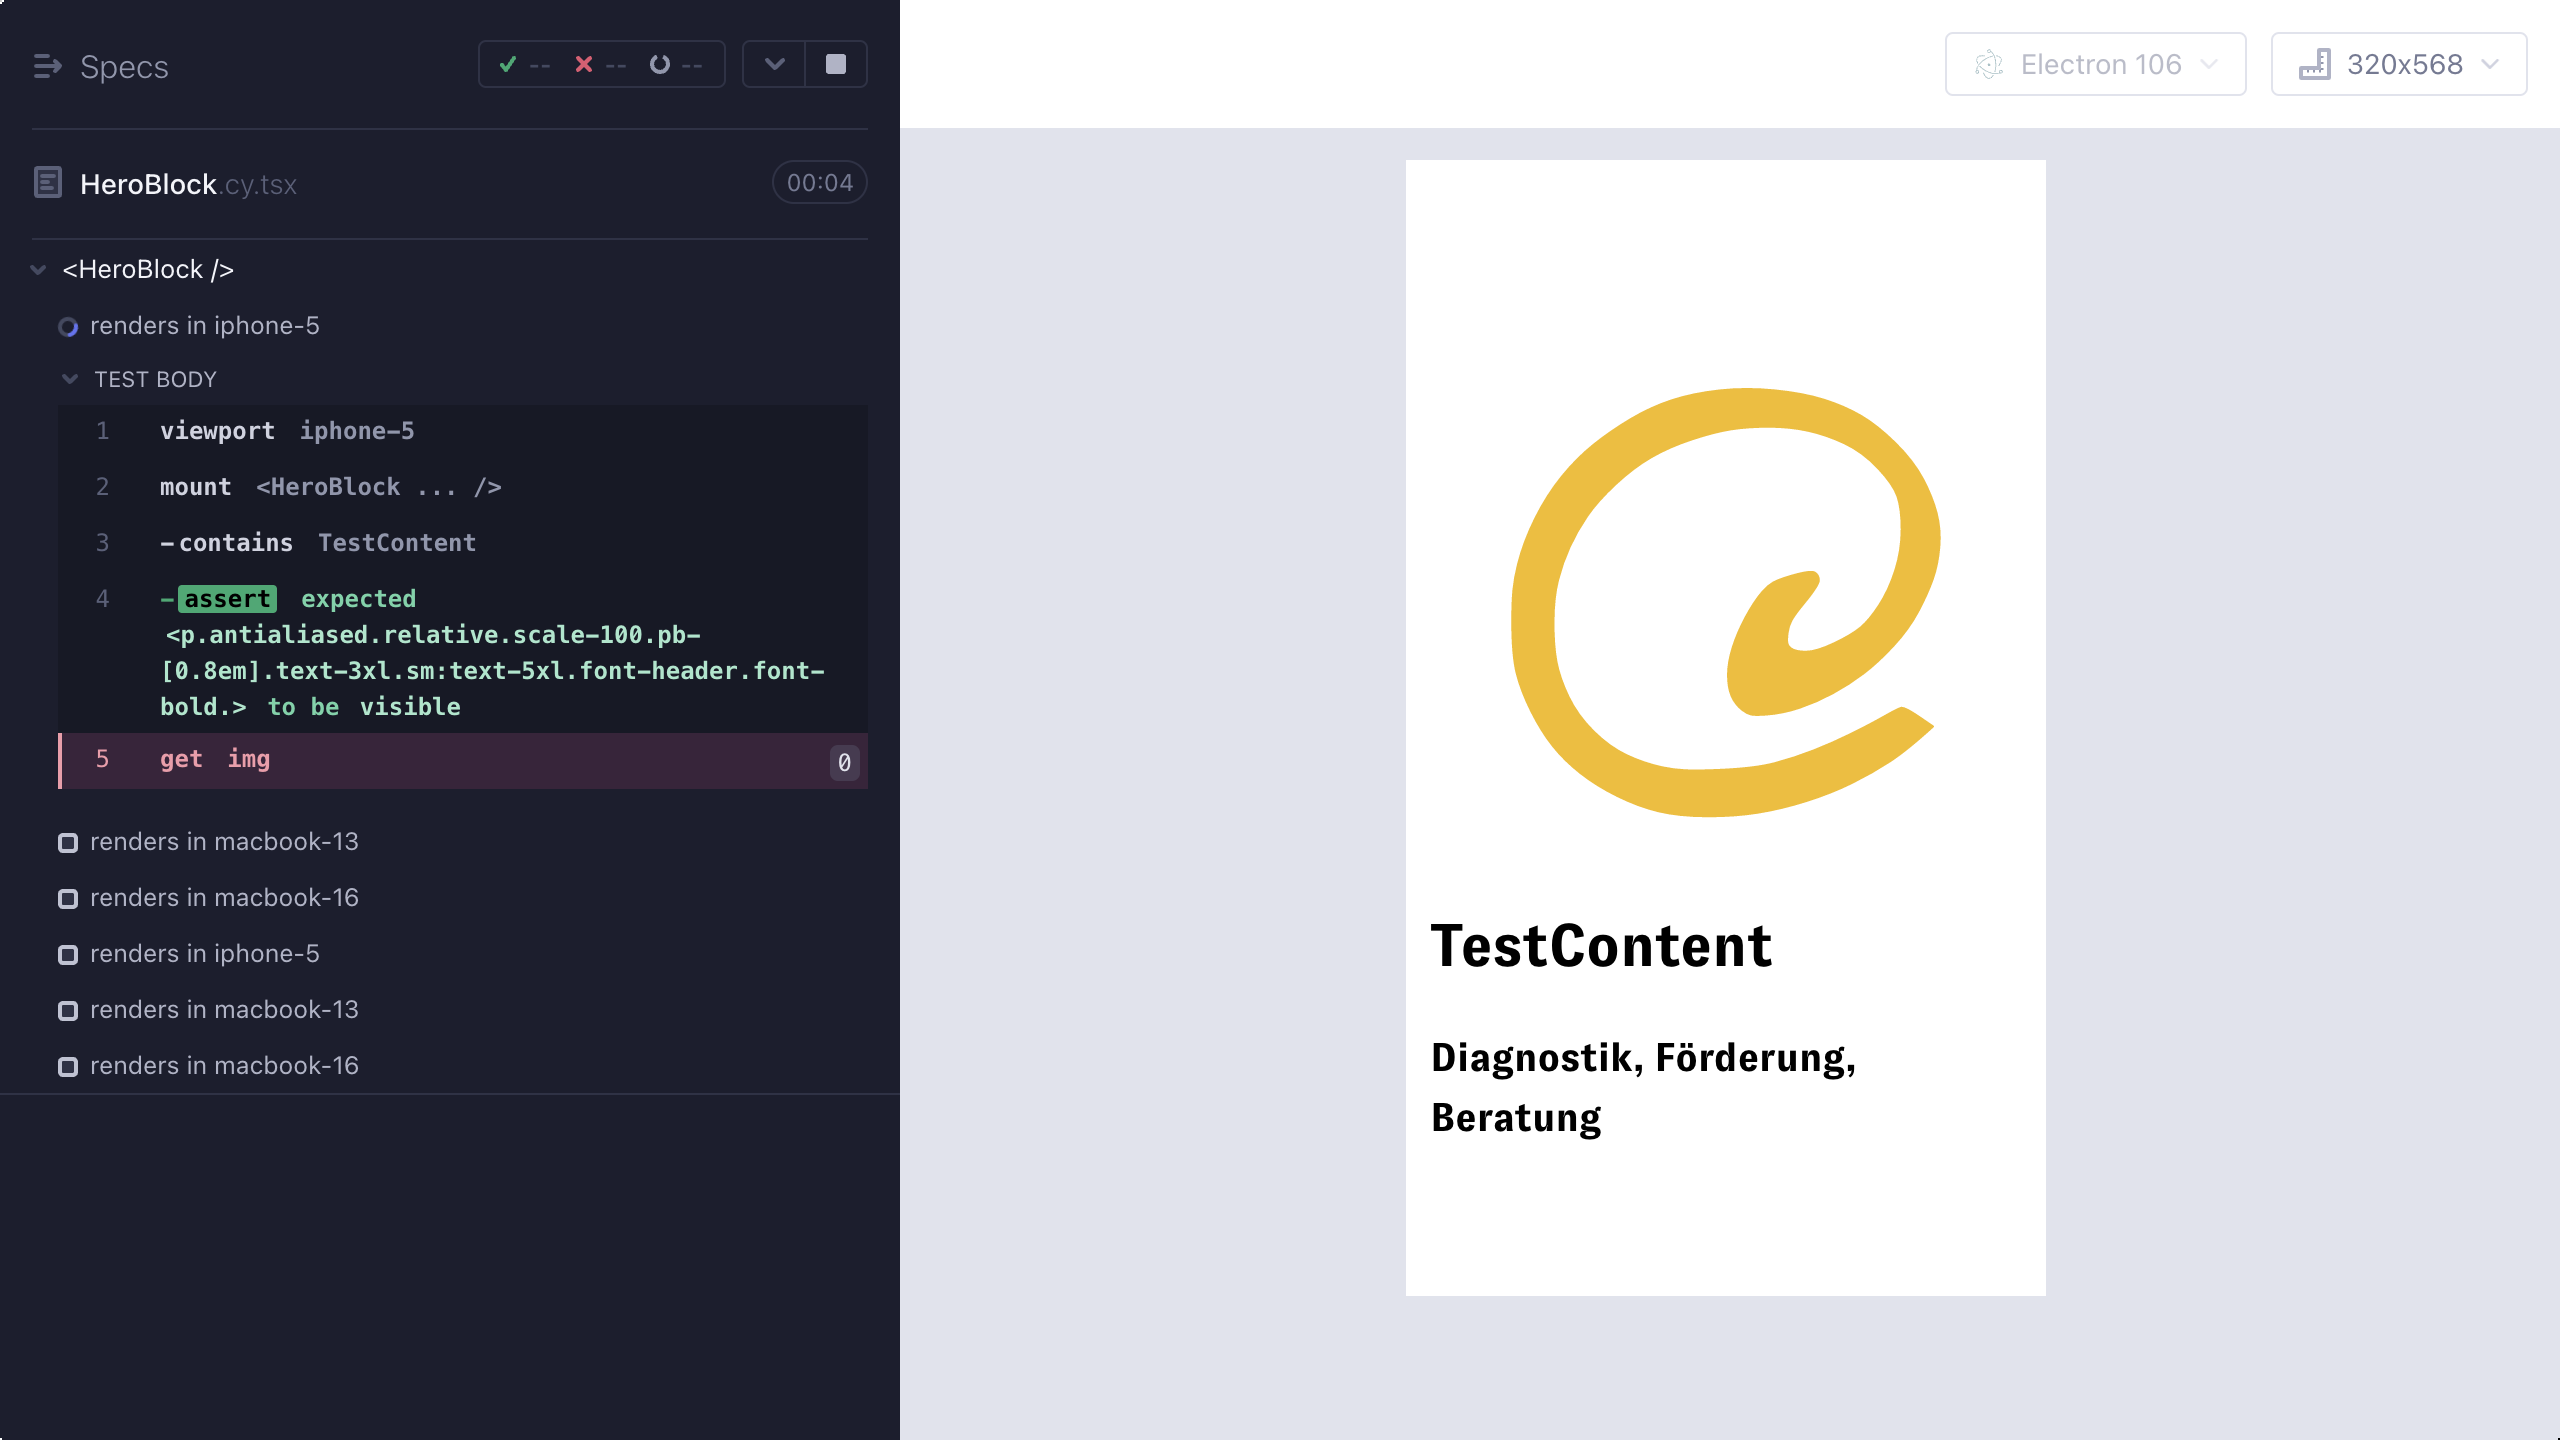 Specs
-- -- --
HeroBlock.cy.tsx
00:04
<HeroBlock />
renders in iphone-5
TEST BODY
1 viewport iphone-5
2 mount <HeroBlock ... />
3 -contains TestContent
4 -assert expected
<p.antialiased.relative.scale-100.pb-
[0.8em].text-3xl.sm:text-5xl.font-header.font-
bold.> to be visible
5 get img 0
renders in macbook-13
renders in macbook-16
renders in iphone-5
renders in macbook-13
renders in macbook-16
Electron 106
320x568
TestContent
Diagnostik, Förderung,
Beratung